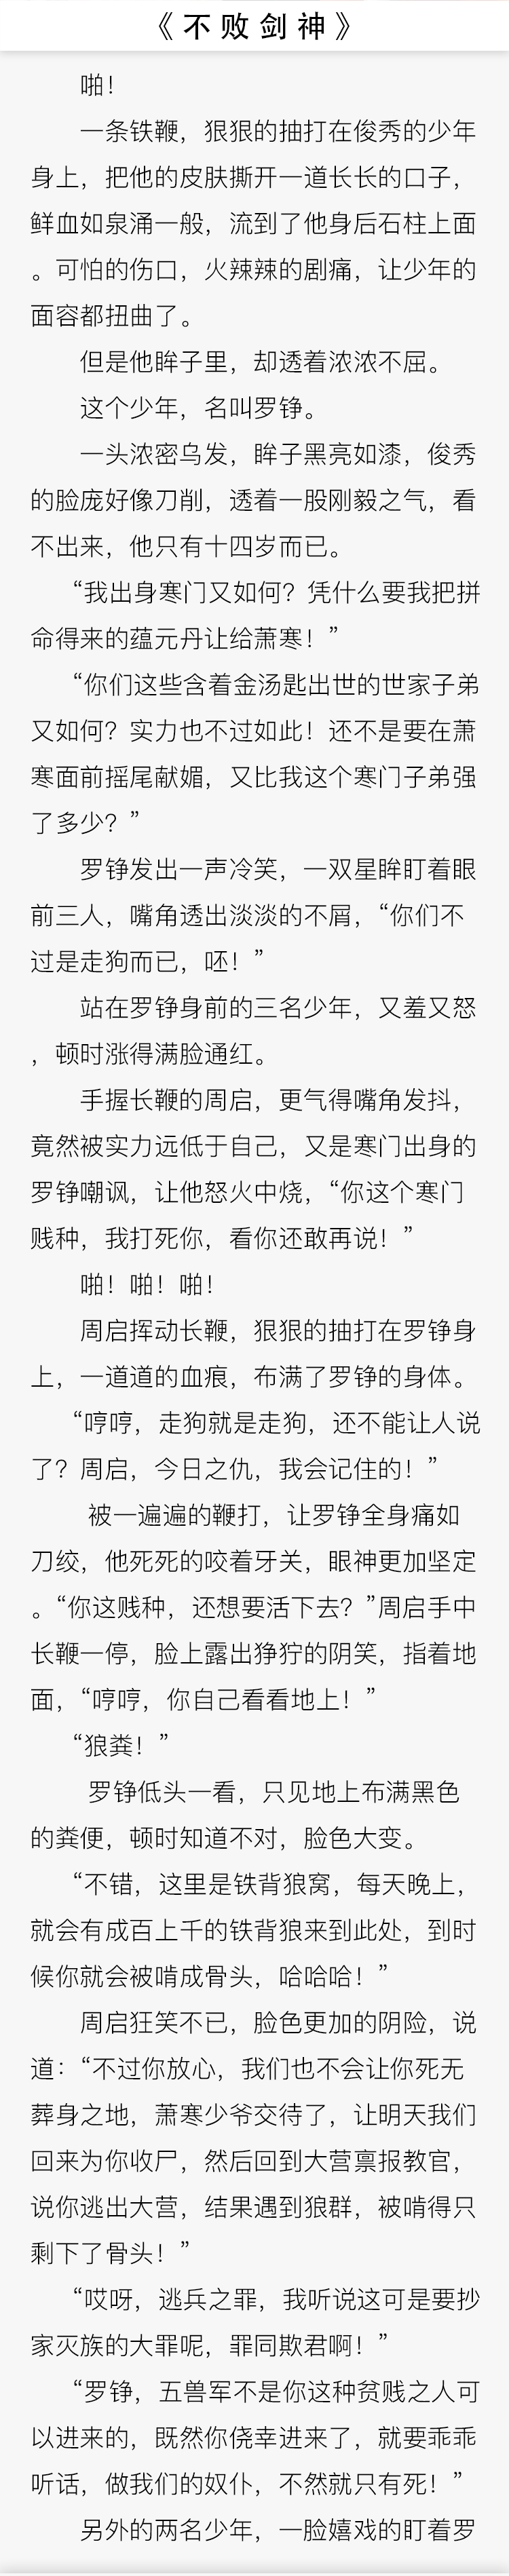 《不败剑神》
啪！
一条铁鞭，狠狠的抽打在俊秀的少年
身上，把他的皮肤撕开一道长长的口子，
鲜血如泉涌一般，流到了他身后石柱上面
。可怕的伤口，火辣辣的剧痛，让少年的
面容都扭曲了。
但是他眸子里，却透着浓浓不屈。
这个少年，名叫罗铮。
一头浓密乌发，眸子黑亮如漆，俊秀
的脸庞好像刀削，透着一股刚毅之气，看
不出来，他只有十四岁而已。
“我出身寒门又如何？凭什么要我把拼
命得来的蕴元丹让给萧寒！”
“你们这些含着金汤匙出世的世家子弟
又如何？实力也不过如此！还不是要在萧
寒面前摇尾献媚，又比我这个寒门子弟强
了多少？”
罗铮发出一声冷笑，一双星眸盯着眼
前三人，嘴角透出淡淡的不屑，“你们不
过是走狗而已，呸！”
站在罗铮身前的三名少年，又羞又怒
，顿时涨得满脸通红。
手握长鞭的周启，更气得嘴角发抖，
竟然被实力远低于自己，又是寒门出身的
罗铮嘲讽，让他怒火中烧，“你这个寒门
贱种，我打死你，看你还敢再说！”
啪！啪！啪！
周启挥动长鞭，狠狠的抽打在罗铮身
上，一道道的血痕，布满了罗铮的身体。
“哼哼，走狗就是走狗，还不能让人说
了？周启，今日之仇，我会记住的！”
被一遍遍的鞭打，让罗铮全身痛如
刀绞，他死死的咬着牙关，眼神更加坚定
。“你这贱种，还想要活下去？”周启手中
长鞭一停，脸上露出狰狞的阴笑，指着地
面，“哼哼，你自己看看地上！”
“狼粪！”
罗铮低头一看，只见地上布满黑色
的粪便，顿时知道不对，脸色大变。
“不错，这里是铁背狼窝，每天晚上，
就会有成百上千的铁背狼来到此处，到时
候你就会被啃成骨头，哈哈哈！”
周启狂笑不已，脸色更加的阴险，说
道：“不过你放心，我们也不会让你死无
葬身之地，萧寒少爷交待了，让明天我们
回来为你收尸，然后回到大营禀报教官，
说你逃出大营，结果遇到狼群，被啃得只
剩下了骨头！”
“哎呀，逃兵之罪，我听说这可是要抄
家灭族的大罪呢，罪同欺君啊！”
“罗铮，五兽军不是你这种贫贱之人可
以进来的，既然你侥幸进来了，就要乖乖
听话，做我们的奴仆，不然就只有死！”
另外的两名少年，一脸嬉戏的盯着罗